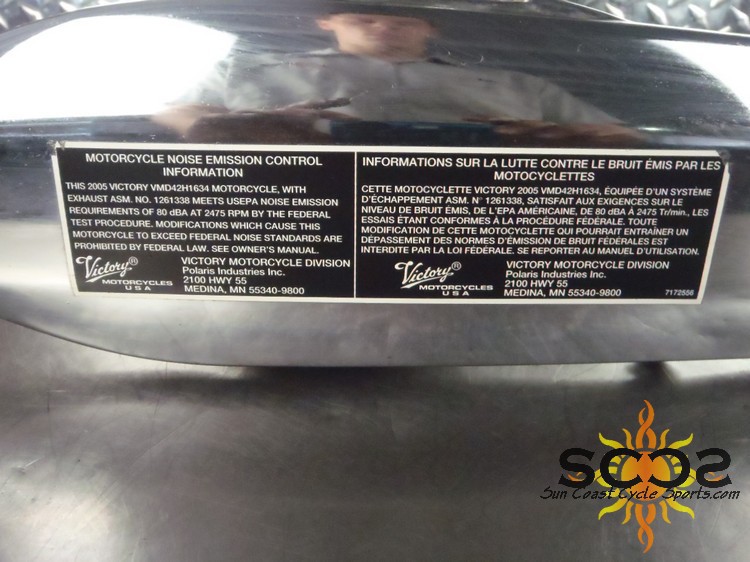 MOTORCYCLE NOISE EMISSION CONTROL
INFORMATION
THIS 2005 VICTORY VMD42H1634 MOTORCYCLE, WITH
EXHAUST ASM. NO. 1261338 MEETS USEPA NOISE EMISSION
REQUIREMENTS OF 80 dBA AT 2475 RPM BY THE FEDERAL
TEST PROCEDURE. MODIFICATIONS WHICH CAUSE THIS
MOTORCYCLE TO EXCEED FEDERAL NOISE STANDARDS ARE
PROHIBITED BY FEDERAL LAW. SEE OWNER'S MANUAL.
Victory®
MOTORCYCLES
USA
VICTORY MOTORCYCLE DIVISION
Polaris Industries Inc.
2100 HWY 55
MEDINA, MN 55340-9800
INFORMATIONS SUR LA LUTTE CONTRE LE BRUIT ÉMIS PAR LES
MOTOCYCLETTES
CETTE MOTOCYCLETTE VICTORY 2005 VMD42H1634, ÉQUIPÉE D'UN SYSTÈME
D'ÉCHAPPEMENT ASM. N° 1261338, SATISFAIT AUX EXIGENCES SUR LE
NIVEAU DE BRUIT ÉMIS, DE L'EPA AMÉRICAINE, DE 80 dBA À 2475 Tr/min., LES
ESSAIS ÉTANT CONFORMES À LA PROCÉDURE FÉDÉRALE. TOUTE
MODIFICATION DE CETTE MOTOCYCLETTE QUI POURRAIT ENTRAÎNER UN
DÉPASSEMENT DES NORMES D'ÉMISSION DE BRUIT FÉDÉRALES EST
INTERDITE PAR LA LOI FÉDÉRALE. SE REPORTER AU MANUEL D'UTILISATION.
Victory®
MOTORCYCLES
USA
VICTORY MOTORCYCLE DIVISION
Polaris Industries Inc.
2100 HWY 55
MEDINA, MN 55340-9800
7172556
SCCS
Sun Coast Cycle Sports.com